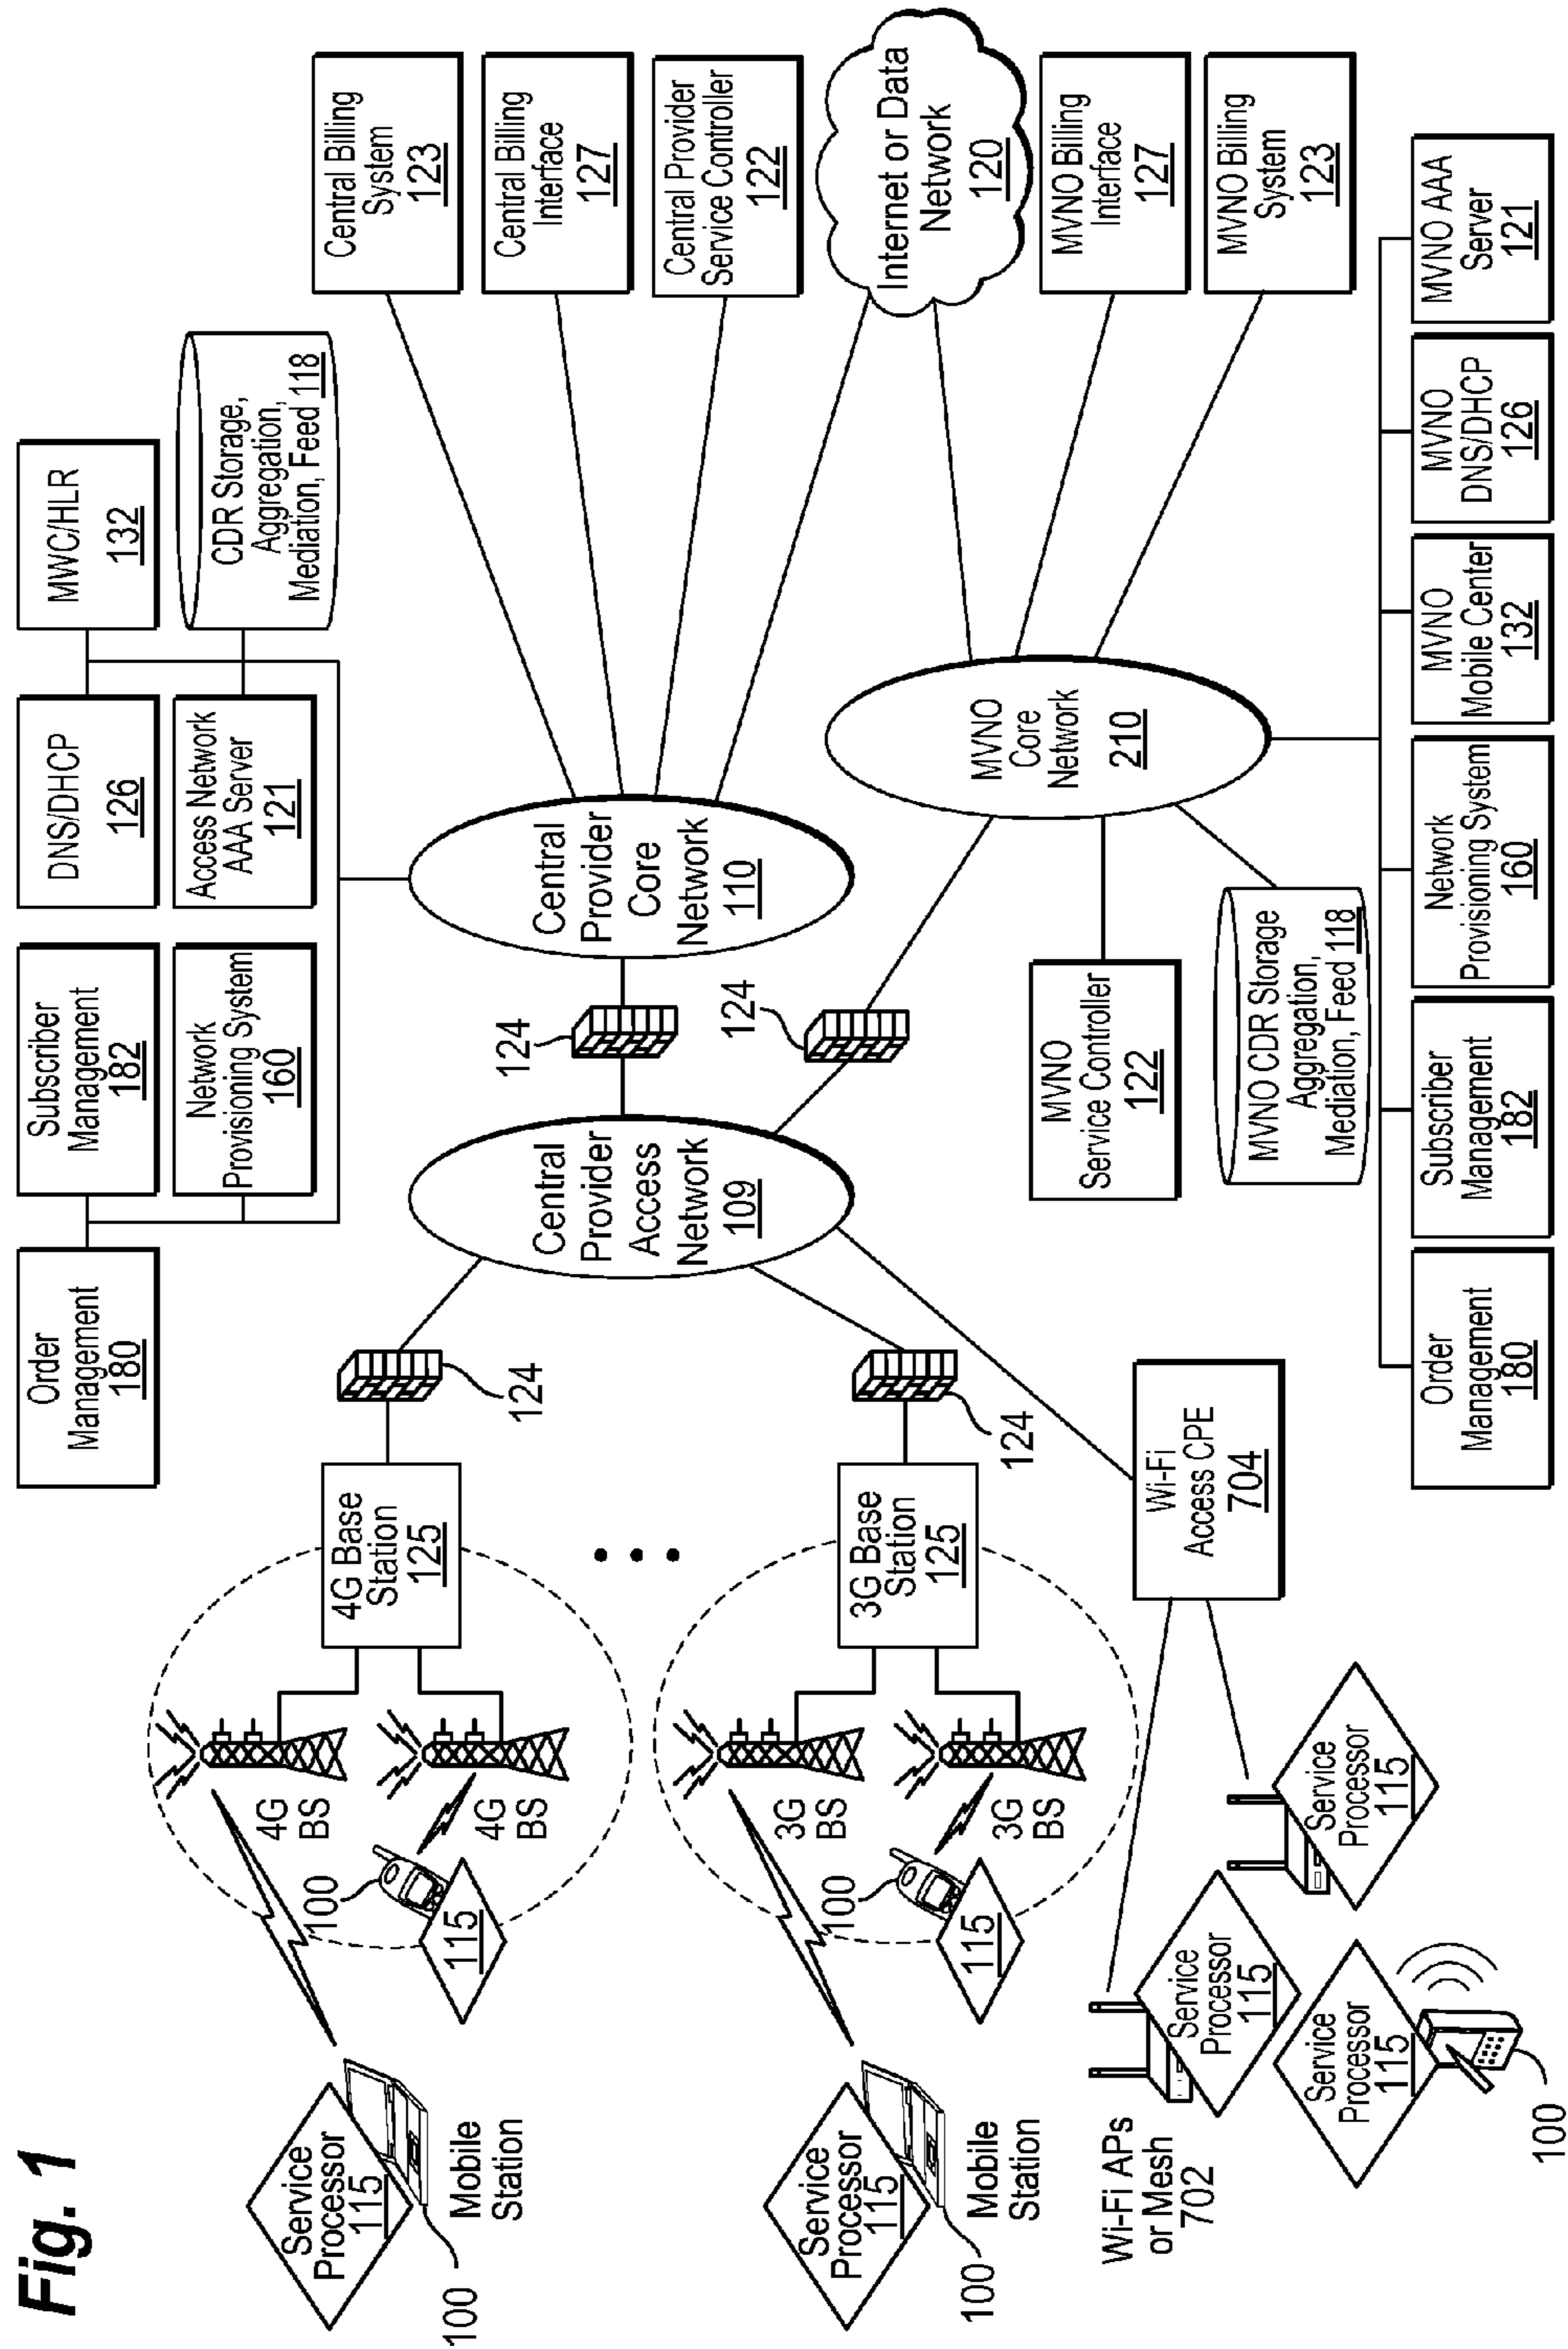 Fig. 1
Order
Management
180
Subscriber
Management
182
DNS/DHCP
126
MWC/HLR
132
Network
Provisioning System
160
Access Network
AAA Server
121
CDR Storage,
Aggregation,
Mediation, Feed 118
Service
Processor
115
100
Mobile
Station
4G
BS
4G
BS
100
115
4G Base
Station
125
124
Central
Provider
Access
Network
109
124
Central
Provider
Core
Network
110
Central Billing
System
123
Central Billing
Interface
127
Central Provider
Service Controller
122
Internet or Data
Network
120
Service
Processor
115
100
Mobile
Station
3G
BS
3G
BS
100
115
3G Base
Station
125
124
124
MVNO
Core
Network
210
MVNO Billing
Interface
127
MVNO Billing
System
123
Wi-Fi APs
or Mesh
702
Service
Processor
115
Service
Processor
115
Service
Processor
115
100
Wi-Fi
Access CPE
704
MVNO
Service Controller
122
MVNO CDR Storage
Aggregation,
Mediation, Feed 118
Order
Management
180
Subscriber
Management
182
Network
Provisioning System
160
MVNO
Mobile Center
132
MVNO
DNS/DHCP
126
MVNO AAA
Server
121